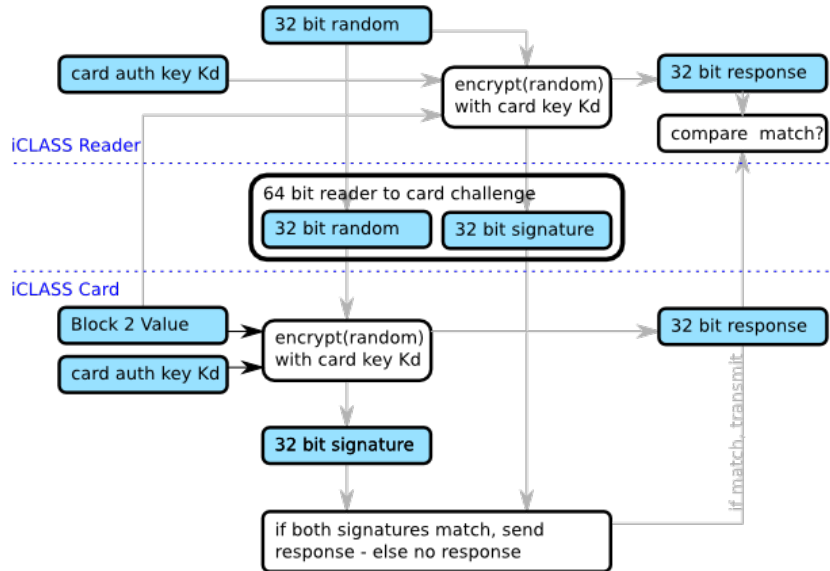 32 bit random
card auth key Kd
encrypt(random)
with card key Kd
32 bit response
compare match?
iCLASS Reader
64 bit reader to card challenge
32 bit random
32 bit signature
iCLASS Card
Block 2 Value
encrypt(random)
with card key Kd
32 bit response
card auth key Kd
if match, transmit
32 bit signature
if both signatures match, send
response - else no response